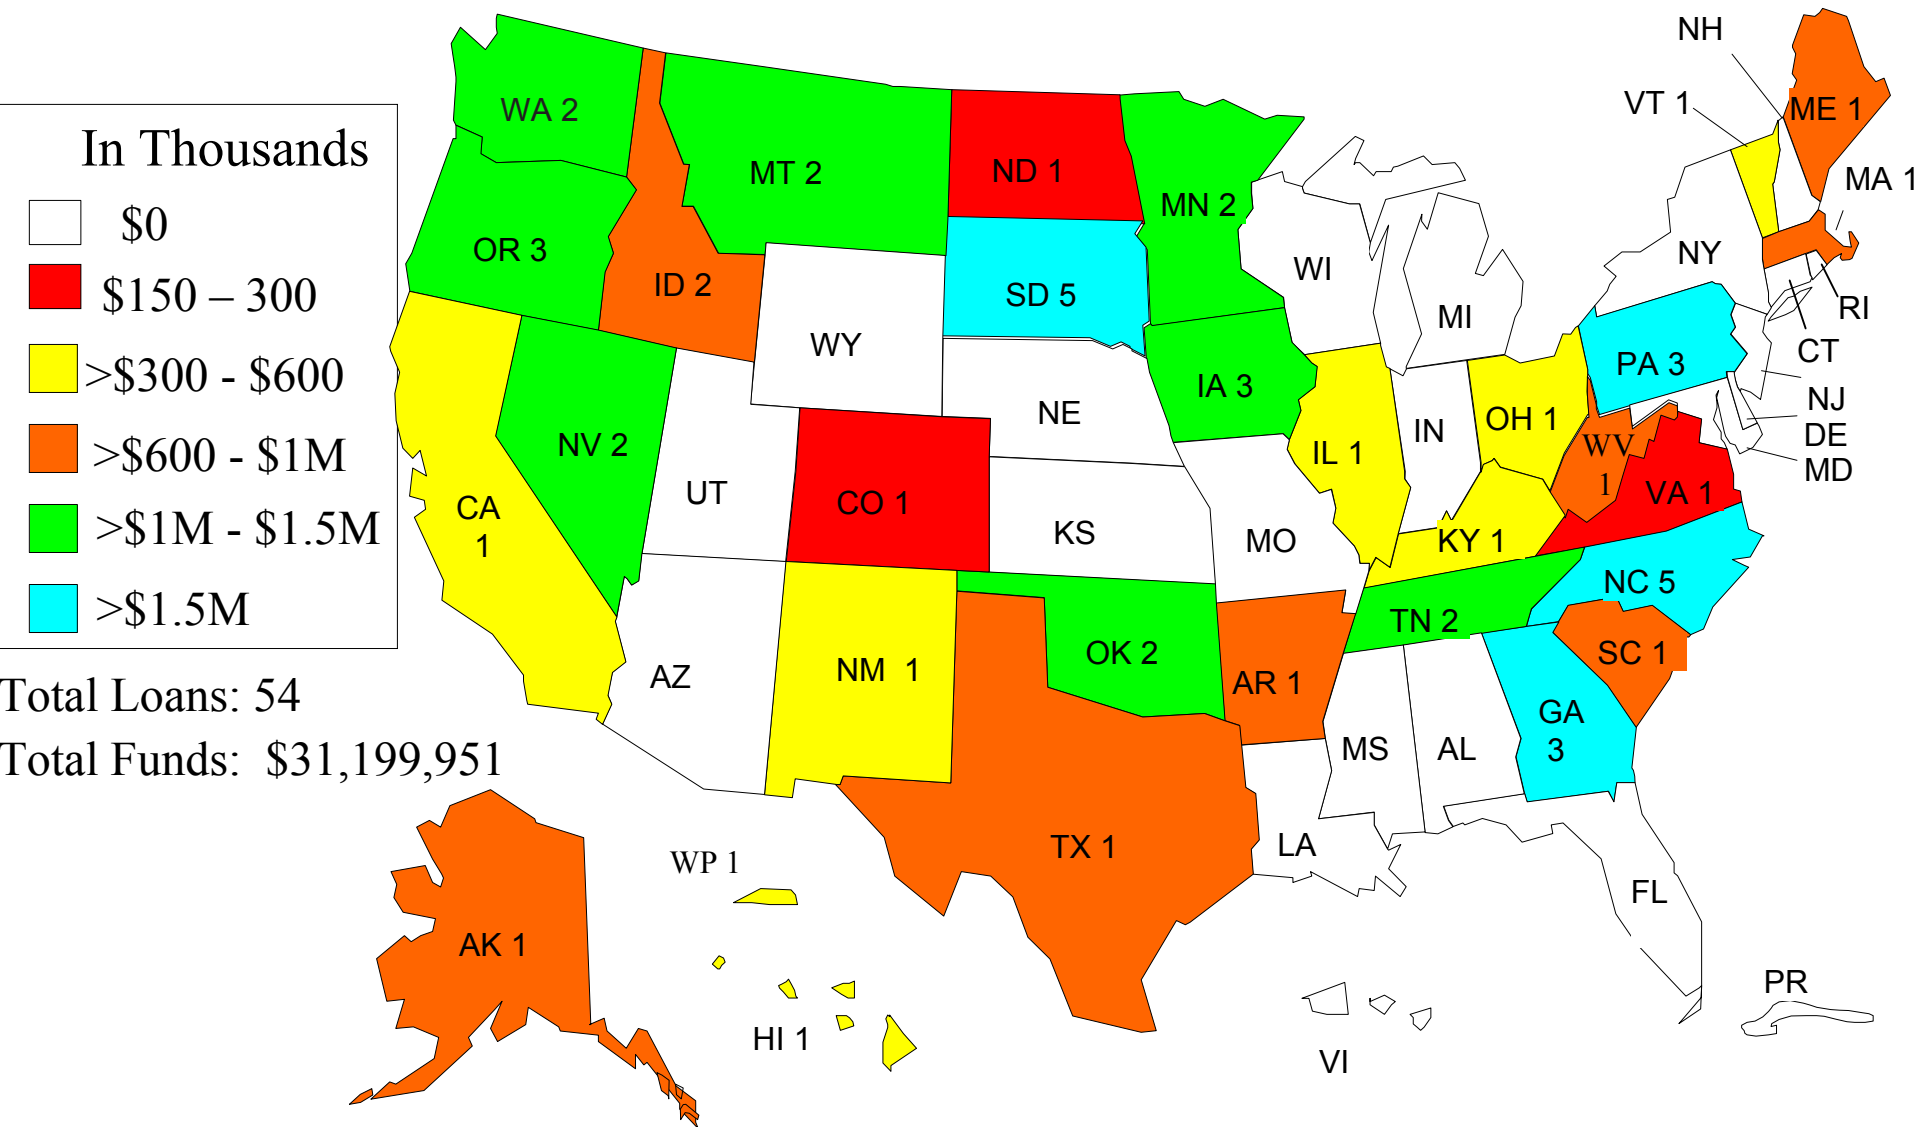 In Thousands
$0
$150 – 300
>$300 - $600
>$600 - $1M
>$1M - $1.5M
>$1.5M
Total Loans: 54
Total Funds: $31,199,951
WA 2
OR 3
CA
1
NV 2
ID 2
MT 2
WY
UT
AZ
CO 1
NM 1
ND 1
SD 5
NE
KS
OK 2
TX 1
MN 2
IA 3
MO
AR 1
LA
WI
IL 1
MI
IN
OH 1
KY 1
TN 2
MS
AL
GA
3
FL
SC 1
NC 5
VA 1
WV
1
PA 3
NY
VT 1
NH
ME 1
MA 1
RI
CT
NJ
DE
MD
AK 1
WP 1
HI 1
VI
PR